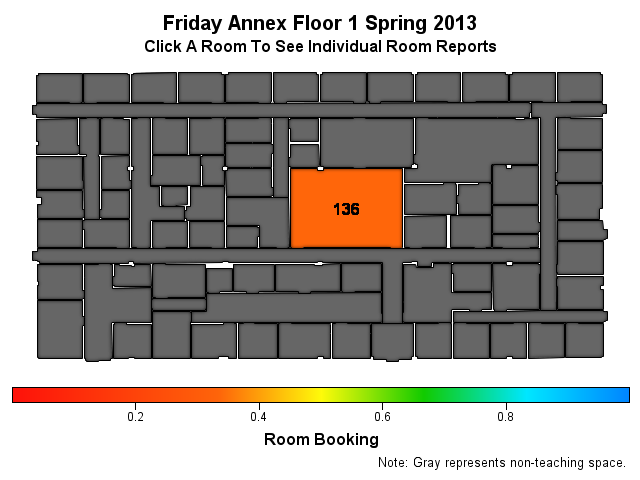 Friday Annex Floor 1 Spring 2013
Click A Room To See Individual Room Reports
136
0.2 0.4 0.6 0.8
Room Booking
Note: Gray represents non-teaching space.